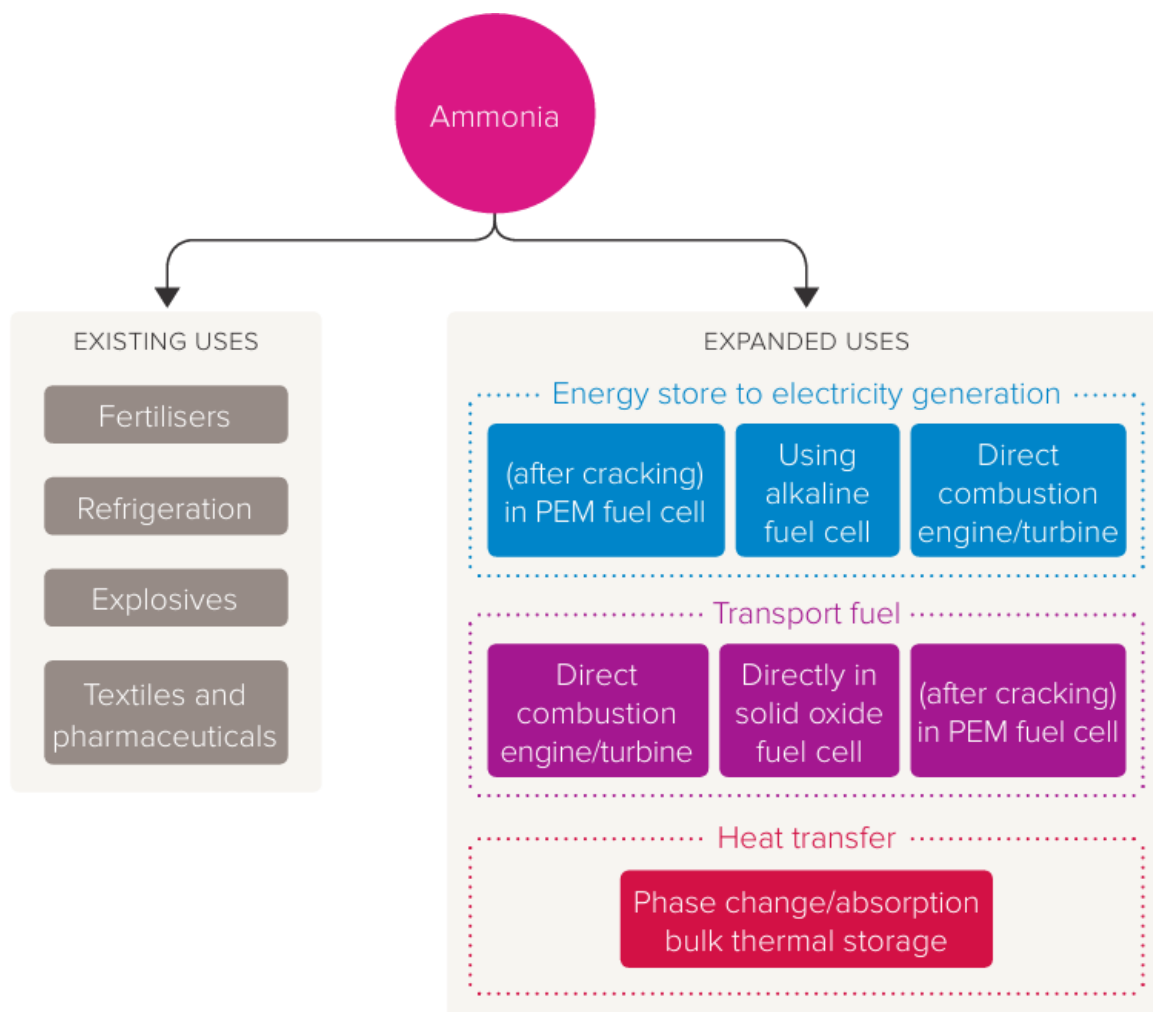 Ammonia
EXISTING USES
Fertilisers
Refrigeration
Explosives
Textiles and
pharmaceuticals
EXPANDED USES
Energy store to electricity generation
(after cracking)
in PEM fuel cell
Using
alkaline
fuel cell
Direct
combustion
engine/turbine
Transport fuel
Direct
combustion
engine/turbine
Directly in
solid oxide
fuel cell
(after cracking)
in PEM fuel cell
Heat transfer
Phase change/absorption
bulk thermal storage